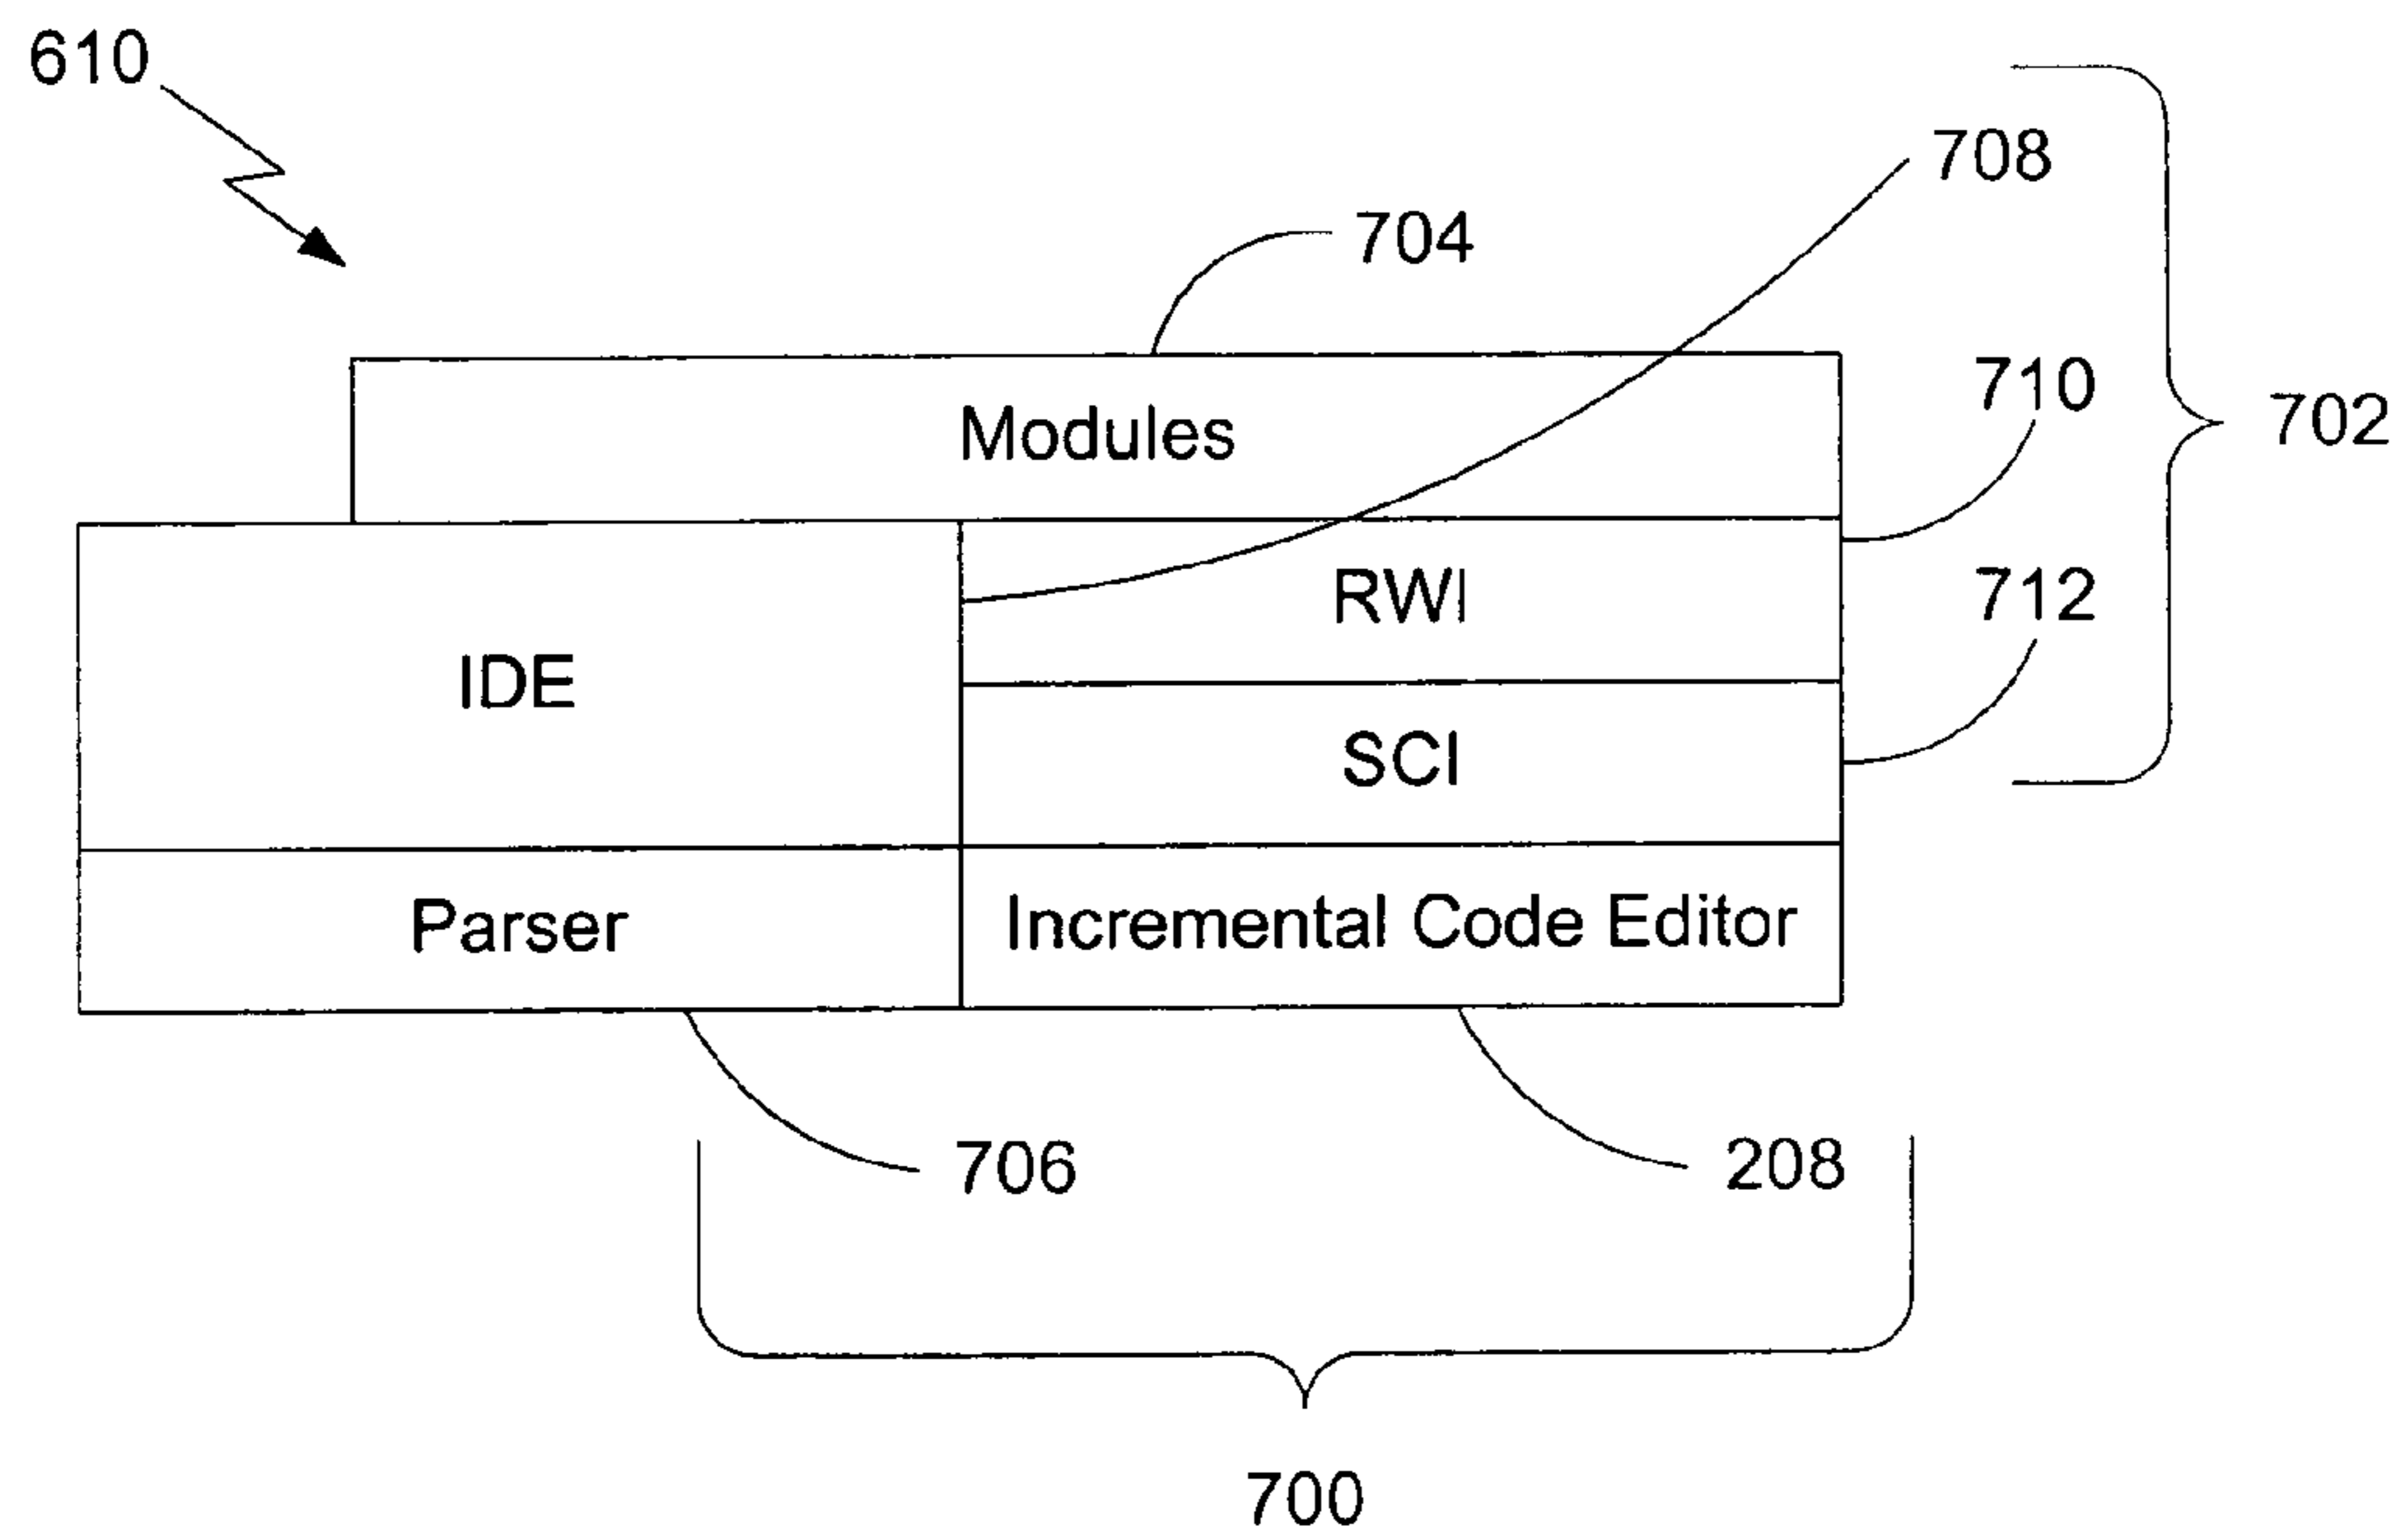 610
708
704
710
702
Modules
RWI
712
IDE
SCI
Parser
Incremental Code Editor
706
208
700